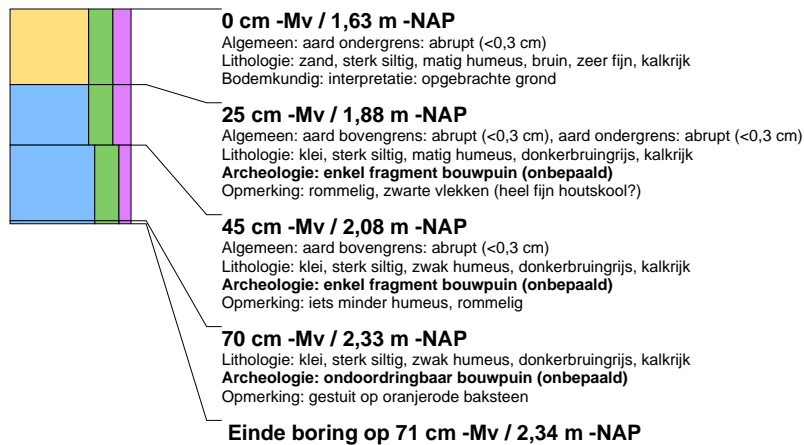 0 cm -Mv / 1,63 m -NAP
Algemeen: aard ondergrens: abrupt (<0,3 cm)
Lithologie: zand, sterk siltig, matig humeus, bruin, zeer fijn, kalkrijk
Bodemkundig: interpretatie: opgebrachte grond
25 cm -Mv / 1,88 m -NAP
Algemeen: aard bovengrens: abrupt (<0,3 cm), aard ondergrens: abrupt (<0,3 cm)
Lithologie: klei, sterk siltig, matig humeus, donkerbruingrijs, kalkrijk
Archeologie: enkel fragment bouwpuin (onbepaald)
Opmerking: rommelig, zwarte vlekken (heel fijn houtskool?)
45 cm -Mv / 2,08 m -NAP
Algemeen: aard bovengrens: abrupt (<0,3 cm)
Lithologie: klei, sterk siltig, zwak humeus, donkerbruingrijs, kalkrijk
Archeologie: enkel fragment bouwpuin (onbepaald)
Opmerking: iets minder humeus, rommelig
70 cm -Mv / 2,33 m -NAP
Lithologie: klei, sterk siltig, zwak humeus, donkerbruingrijs, kalkrijk
Archeologie: ondoordringbaar bouwpuin (onbepaald)
Opmerking: gestuit op oranjerode baksteen
Einde boring op 71 cm -Mv / 2,34 m -NAP